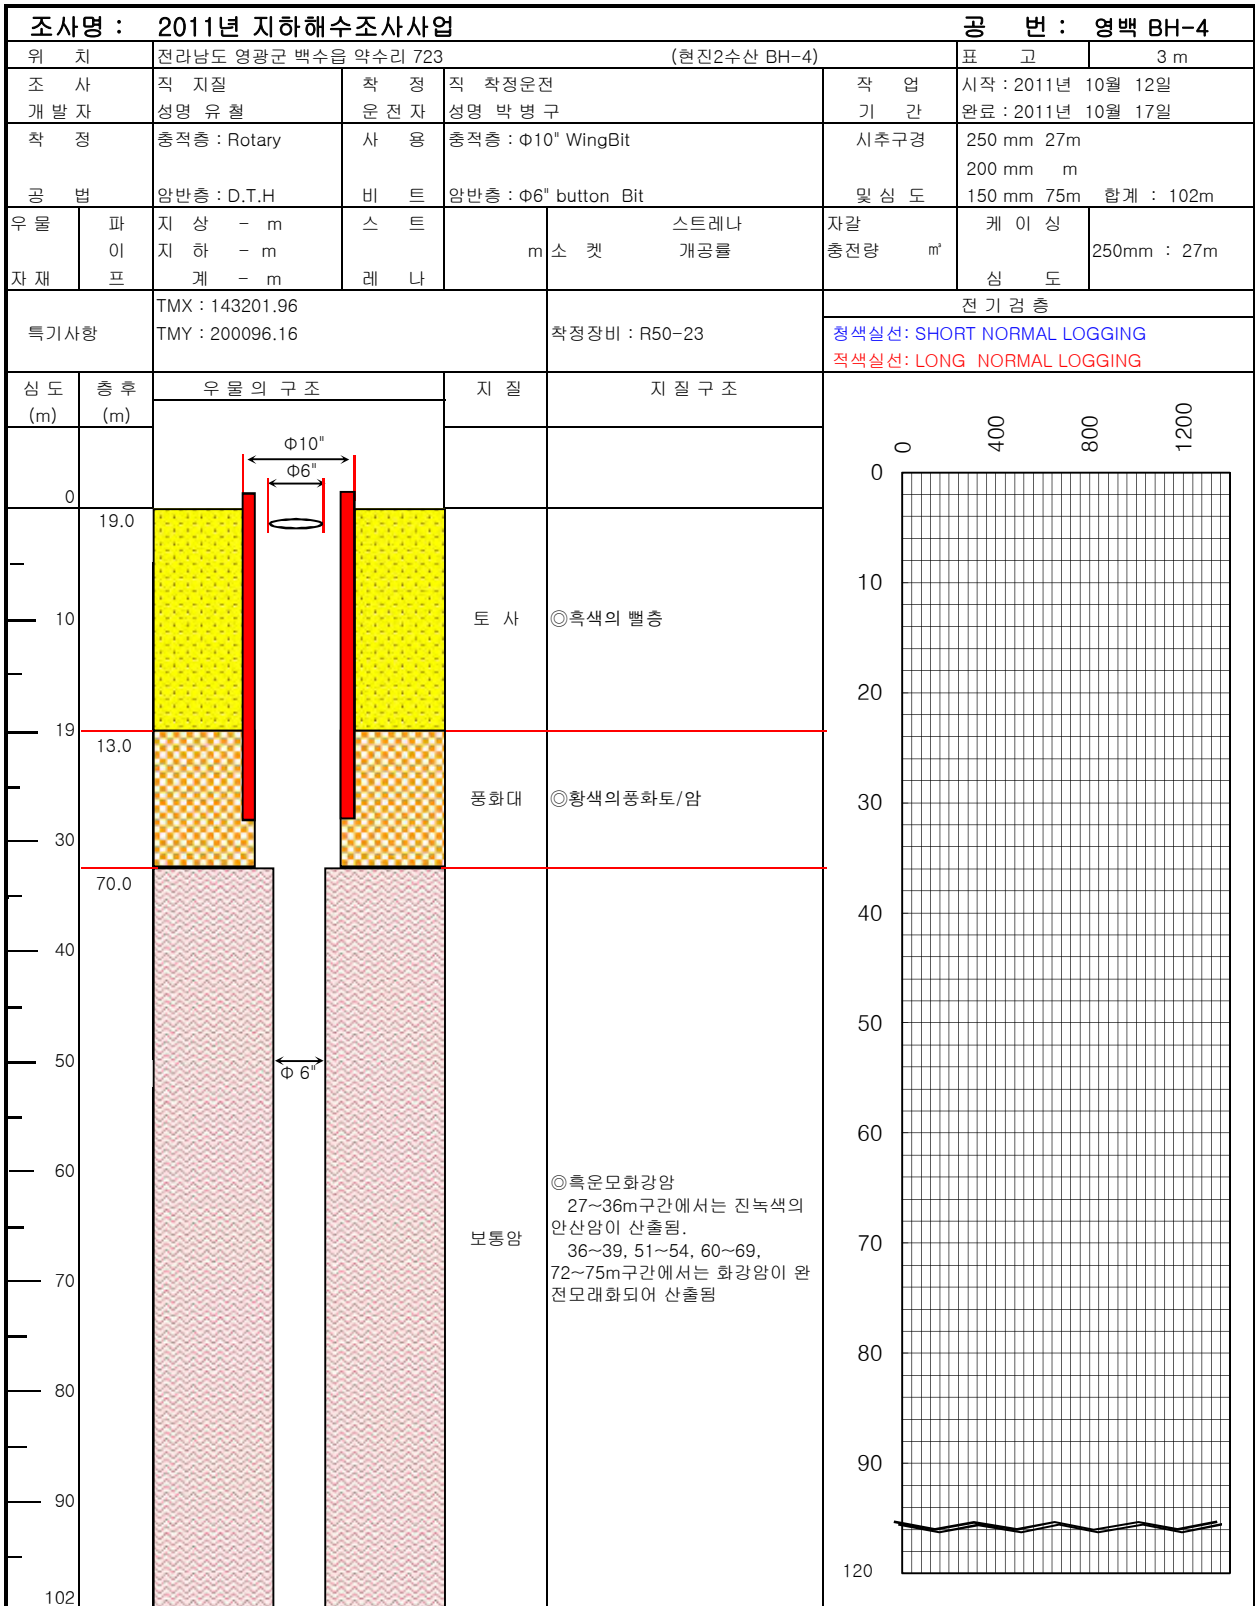 조사명 : 2011년 지하해수조사사업 공 번 : 영백 BH-4
위 치 전라남도 영광군 백수읍 약수리 723 (현진2수산 BH-4) 표 고 3 m
조 사 직 지질 착 정 직 착정운전 작 업 시작 : 2011년 10월 12일
개 발 자 성명 유 철 운 전 자 성명 박 병 구 기 간 완료 : 2011년 10월 17일
착 정 충적층 : Rotary 사 용 충적층 : Φ10" WingBit 시추구경 250 mm 27m
200 mm m
공 법 암반층 : D.T.H 비 트 암반층 : Φ6" button Bit 및 심 도 150 mm 75m 합계 : 102m
우 물 파 지 상 - m 스 트 스트레나 자갈 케 이 싱
이 지 하 - m m 소 켓 개공률 충전량 ㎥ 250mm : 27m
자 재 프 계 - m 레 나 심 도
TMX : 143201.96 전 기 검 층
특기사항 TMY : 200096.16 착정장비 : R50-23 청색실선: SHORT NORMAL LOGGING
적색실선: LONG NORMAL LOGGING
심 도 층 후 우 물 의 구 조 지 질 지 질 구 조
(m) (m)
0 400 800 1200
Φ10"
Φ6"
0
0
19.0
10
10
토 사 ◎흑색의 뻘층
20
19
13.0
풍화대 ◎황색의풍화토/암
30
30
70.0
40
40
50
50
Φ 6"
60
60
◎흑운모화강암
27~36m구간에서는 진녹색의
안산암이 산출됨.
보통암
36~39, 51~54, 60~69,
70
72~75m구간에서는 화강암이 완
70
전모래화되어 산출됨
80
80
90
90
120
102